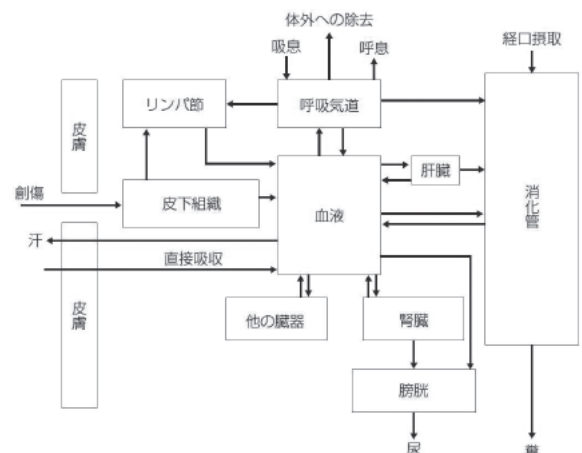 体外への除去
吸息
呼息
経口摂取
リンパ節
呼吸気道
皮膚
肝臓
創傷
皮下組織
血液
消化管
汗
直接吸収
皮膚
他の臓器
腎臓
膀胱
尿
糞